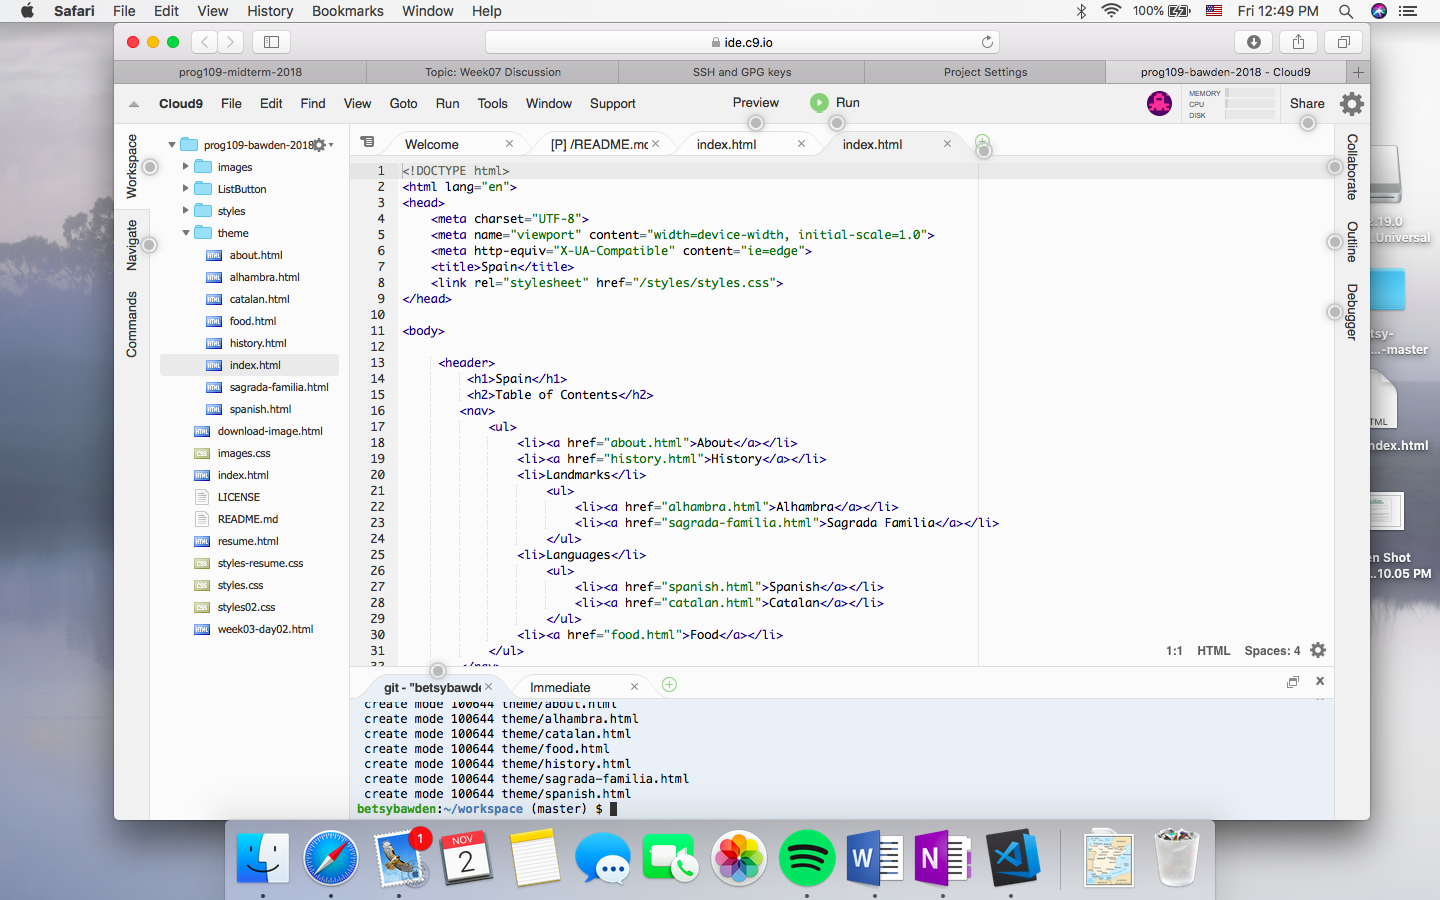 Safari File Edit View History Bookmarks Window Help 100% Fri 12:49 PM
ide.c9.io
prog109-midterm-2018 Topic: Week07 Discussion SSH and GPG keys Project Settings prog109-bawden-2018 - Cloud9
Cloud9 File Edit Find View Goto Run Tools Window Support Preview Run MEMORY CPU DISK Share
Workspace
Navigate
Commands
prog109-bawden-2018
images
ListButton
styles
theme
about.html
alhambra.html
catalan.html
food.html
history.html
index.html
sagrada-familia.html
spanish.html
download-image.html
images.css
index.html
LICENSE
README.md
resume.html
styles-resume.css
styles.css
styles02.css
week03-day02.html
Welcome [P] /README.mc index.html index.html
1 <!DOCTYPE html>
2 <html lang="en">
3 <head>
4 <meta charset="UTF-8">
5 <meta name="viewport" content="width=device-width, initial-scale=1.0">
6 <meta http-equiv="X-UA-Compatible" content="ie=edge">
7 <title>Spain</title>
8 <link rel="stylesheet" href="/styles/styles.css">
9 </head>
10
11 <body>
12
13 <header>
14 <h1>Spain</h1>
15 <h2>Table of Contents</h2>
16 <nav>
17 <ul>
18 <li><a href="about.html">About</a></li>
19 <li><a href="history.html">History</a></li>
20 <li>Landmarks</li>
21 <ul>
22 <li><a href="alhambra.html">Alhambra</a></li>
23 <li><a href="sagrada-familia.html">Sagrada Familia</a></li>
24 </ul>
25 <li>Languages</li>
26 <ul>
27 <li><a href="spanish.html">Spanish</a></li>
28 <li><a href="catalan.html">Catalan</a></li>
29 </ul>
30 <li><a href="food.html">Food</a></li>
31 </ul>
32 </nav>
1:1 HTML Spaces: 4
Collaborate
Outline
Debugger
git - "betsybawde Immediate
create mode 100644 theme/about.html
create mode 100644 theme/alhambra.html
create mode 100644 theme/catalan.html
create mode 100644 theme/food.html
create mode 100644 theme/history.html
create mode 100644 theme/sagrada-familia.html
create mode 100644 theme/spanish.html
betsybawden:~/workspace (master) $
2.19.0
...Universal
tsy-
...-master
TML
ndex.html
en Shot
...10.05 PM
1
NOV
2
W
N